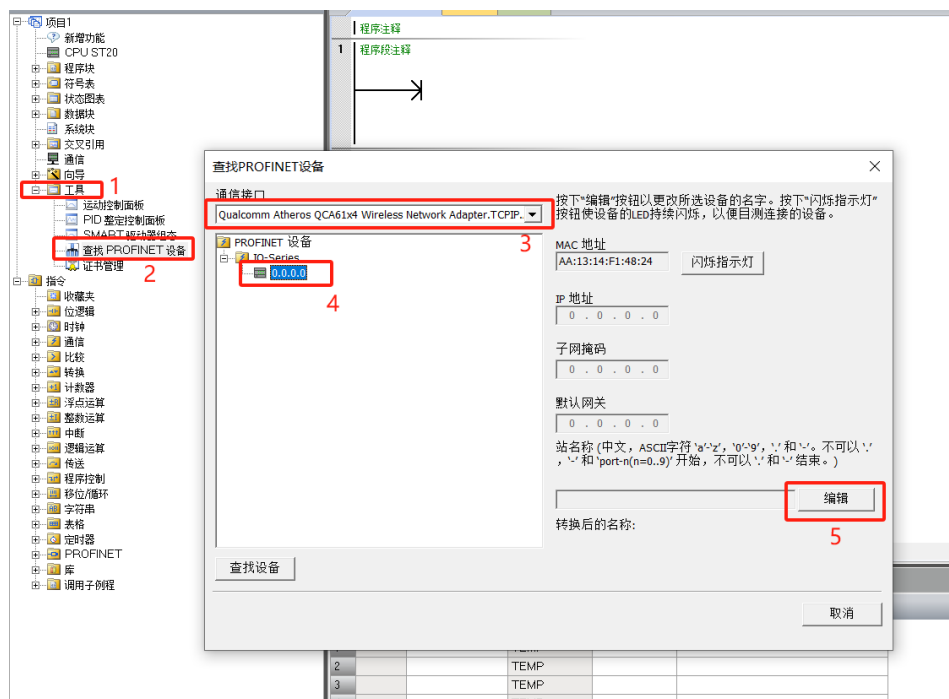 项目1
新增功能
CPU ST20
程序块
符号表
状态图表
数据块
系统块
交叉引用
通信
向导
工具
1
运动控制面板
PID 整定控制面板
SMART驱动器组态
查找 PROFINET 设备
2
证书管理
指令
收藏夹
位逻辑
时钟
通信
比较
转换
计数器
浮点运算
整数运算
中断
逻辑运算
传送
程序控制
移位/循环
字符串
表格
定时器
PROFINET
库
调用子例程
程序注释
1 程序段注释
查找PROFINET设备
通信接口
Qualcomm Atheros QCA61x4 Wireless Network Adapter.TCPIP..
3
PROFINET 设备
IO-Series
0.0.0.0
4
查找设备
按下"编辑"按钮以更改所选设备的名字。按下"闪烁指示灯"
按钮使设备的LED持续闪烁，以便目测连接的设备。
MAC 地址
AA:13:14:F1:48:24 闪烁指示灯
IP 地址
0 . 0 . 0 . 0
子网掩码
0 . 0 . 0 . 0
默认网关
0 . 0 . 0 . 0
站名称 (中文，ASCII字符 'a'-'z'，'0'-'9'，'.' 和 '-'。不可以 '.'
，'-' 和 'port-n(n=0..9)' 开始，不可以 '.' 和 '-' 结束。)
编辑
5
转换后的名称:
取消
2 TEMP
3 TEMP